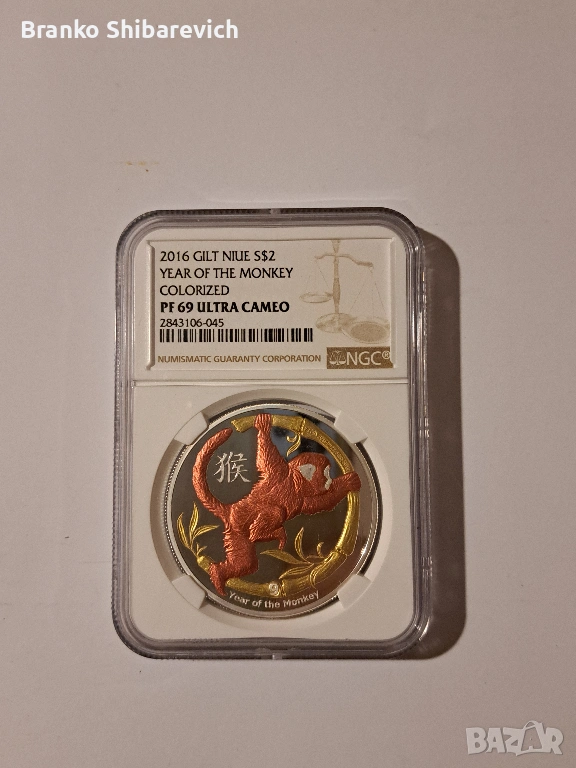 Branko Shibarevich
2016 GILT NIUE S$2
YEAR OF THE MONKEY
COLORIZED
PF 69 ULTRA CAMEO
2843106-045
NUMISMATIC GUARANTY CORPORATION NGC®
猴
Year of the Monkey
BAZAR